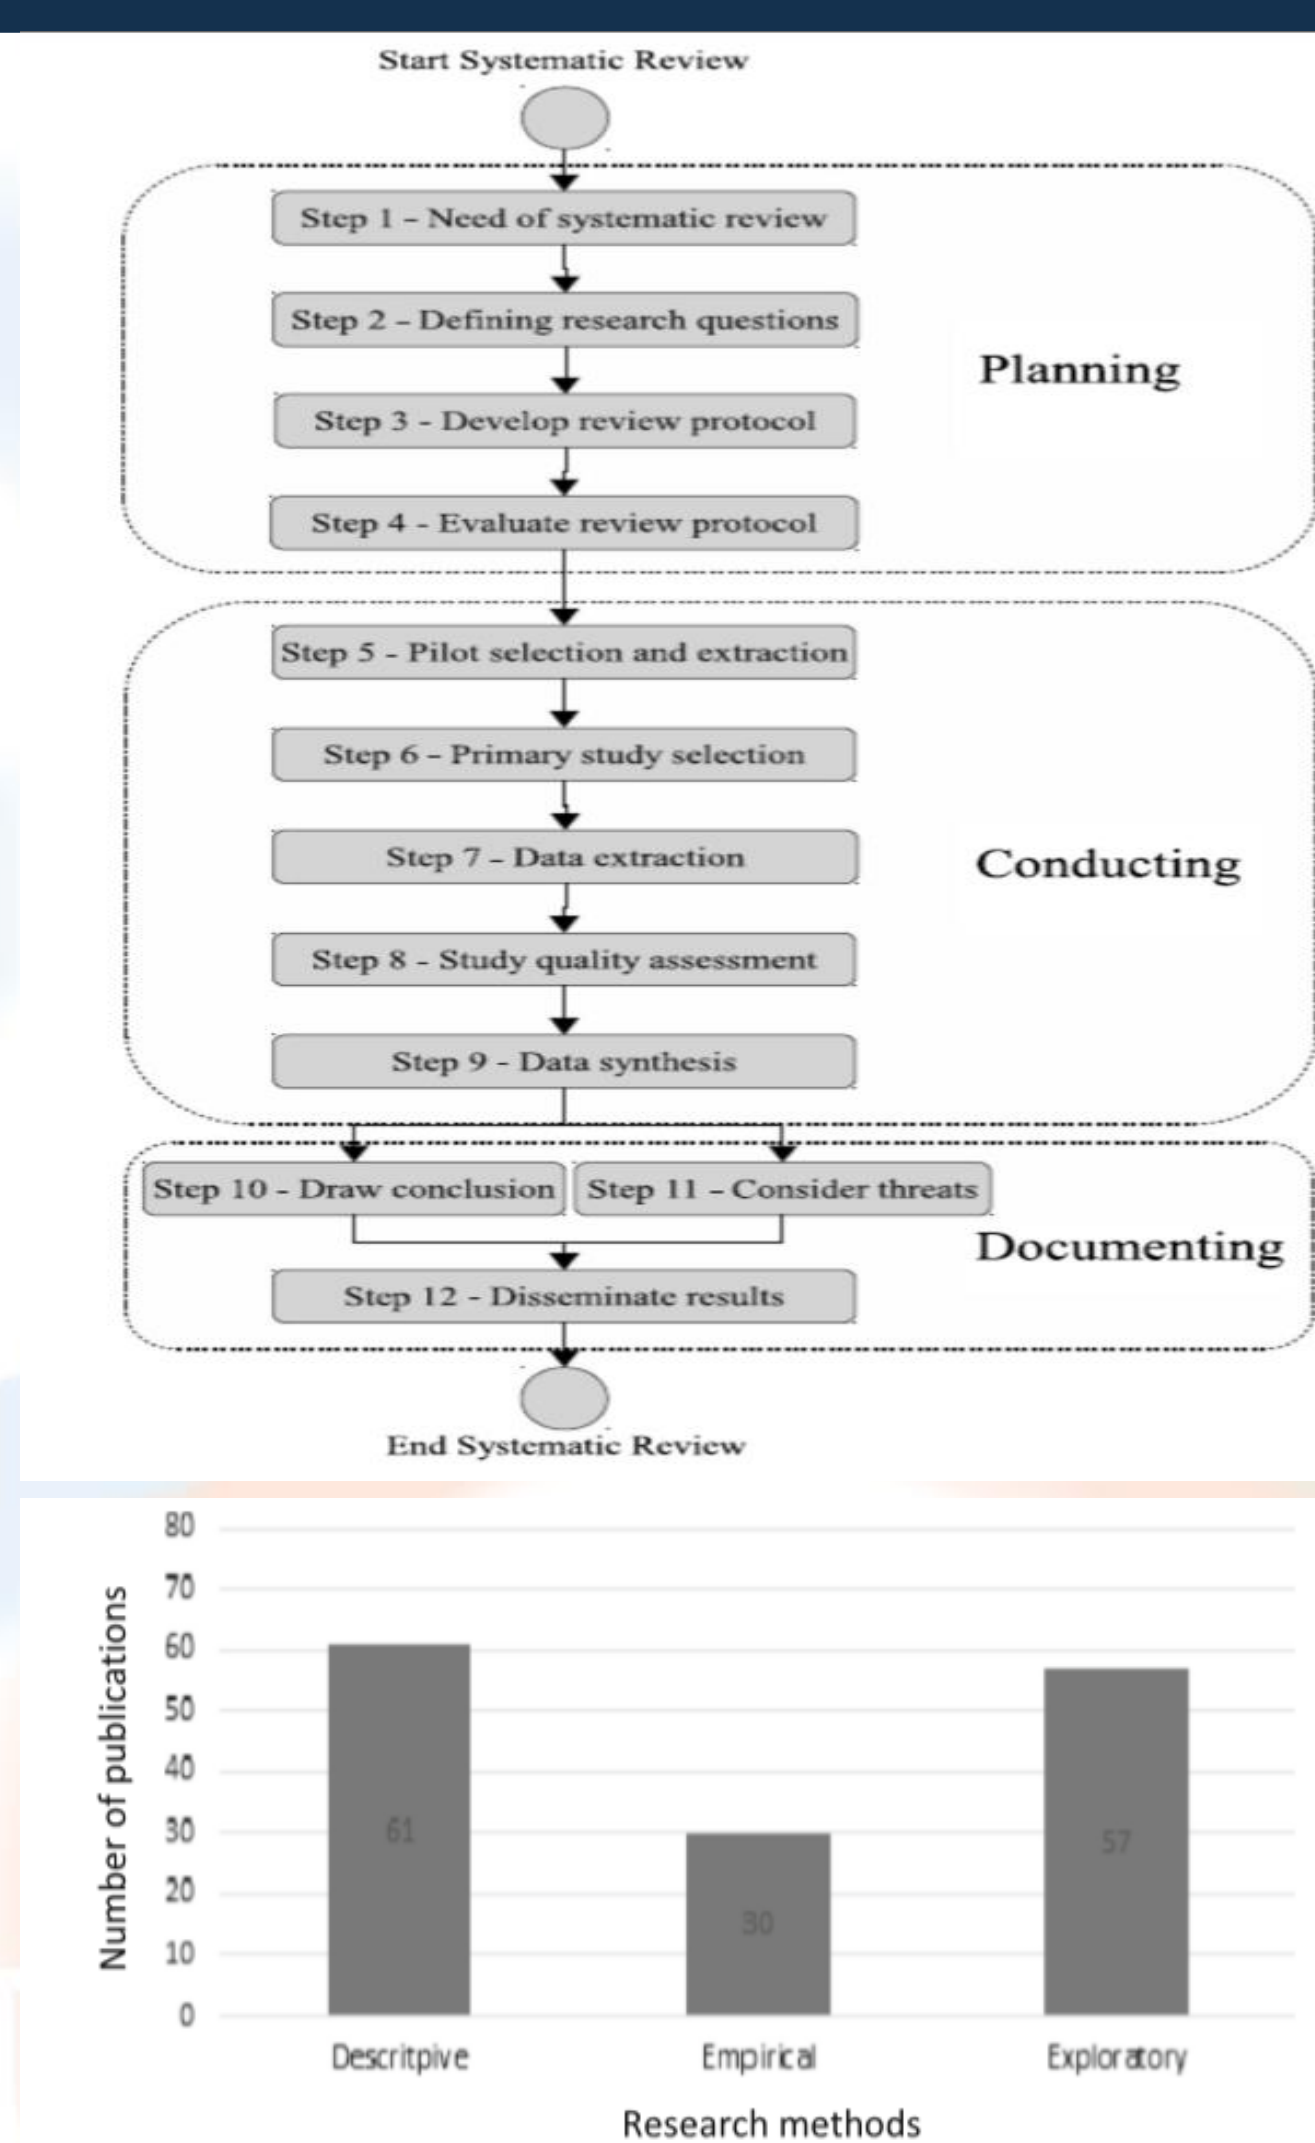 Start Systematic Review
Step 1 - Need of systematic review
Step 2 - Defining research questions
Step 3 - Develop review protocol
Step 4 - Evaluate review protocol
Planning
Step 5 - Pilot selection and extraction
Step 6 - Primary study selection
Step 7 - Data extraction
Step 8 - Study quality assessment
Step 9 - Data synthesis
Conducting
Step 10 - Draw conclusion
Step 11 - Consider threats
Step 12 - Disseminate results
Documenting
End Systematic Review
Number of publications
80
70
60
50
40
30
20
10
0
61
30
57
Descritpive
Empirical
Exploratory
Research methods